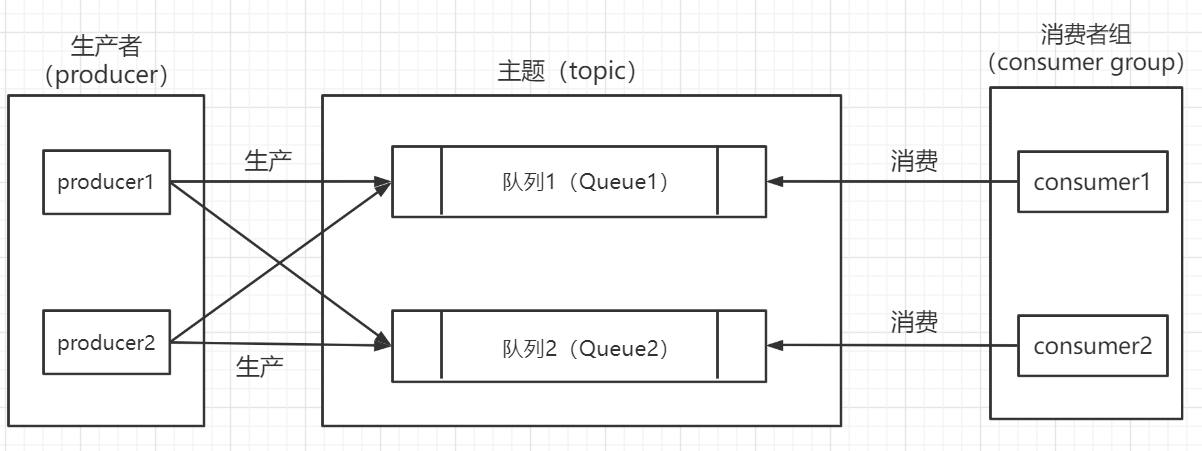 生产者
（producer）
producer1
producer2
生产
生产
主题（topic）
队列1（Queue1）
队列2（Queue2）
消费
消费
消费者组
（consumer group）
consumer1
consumer2